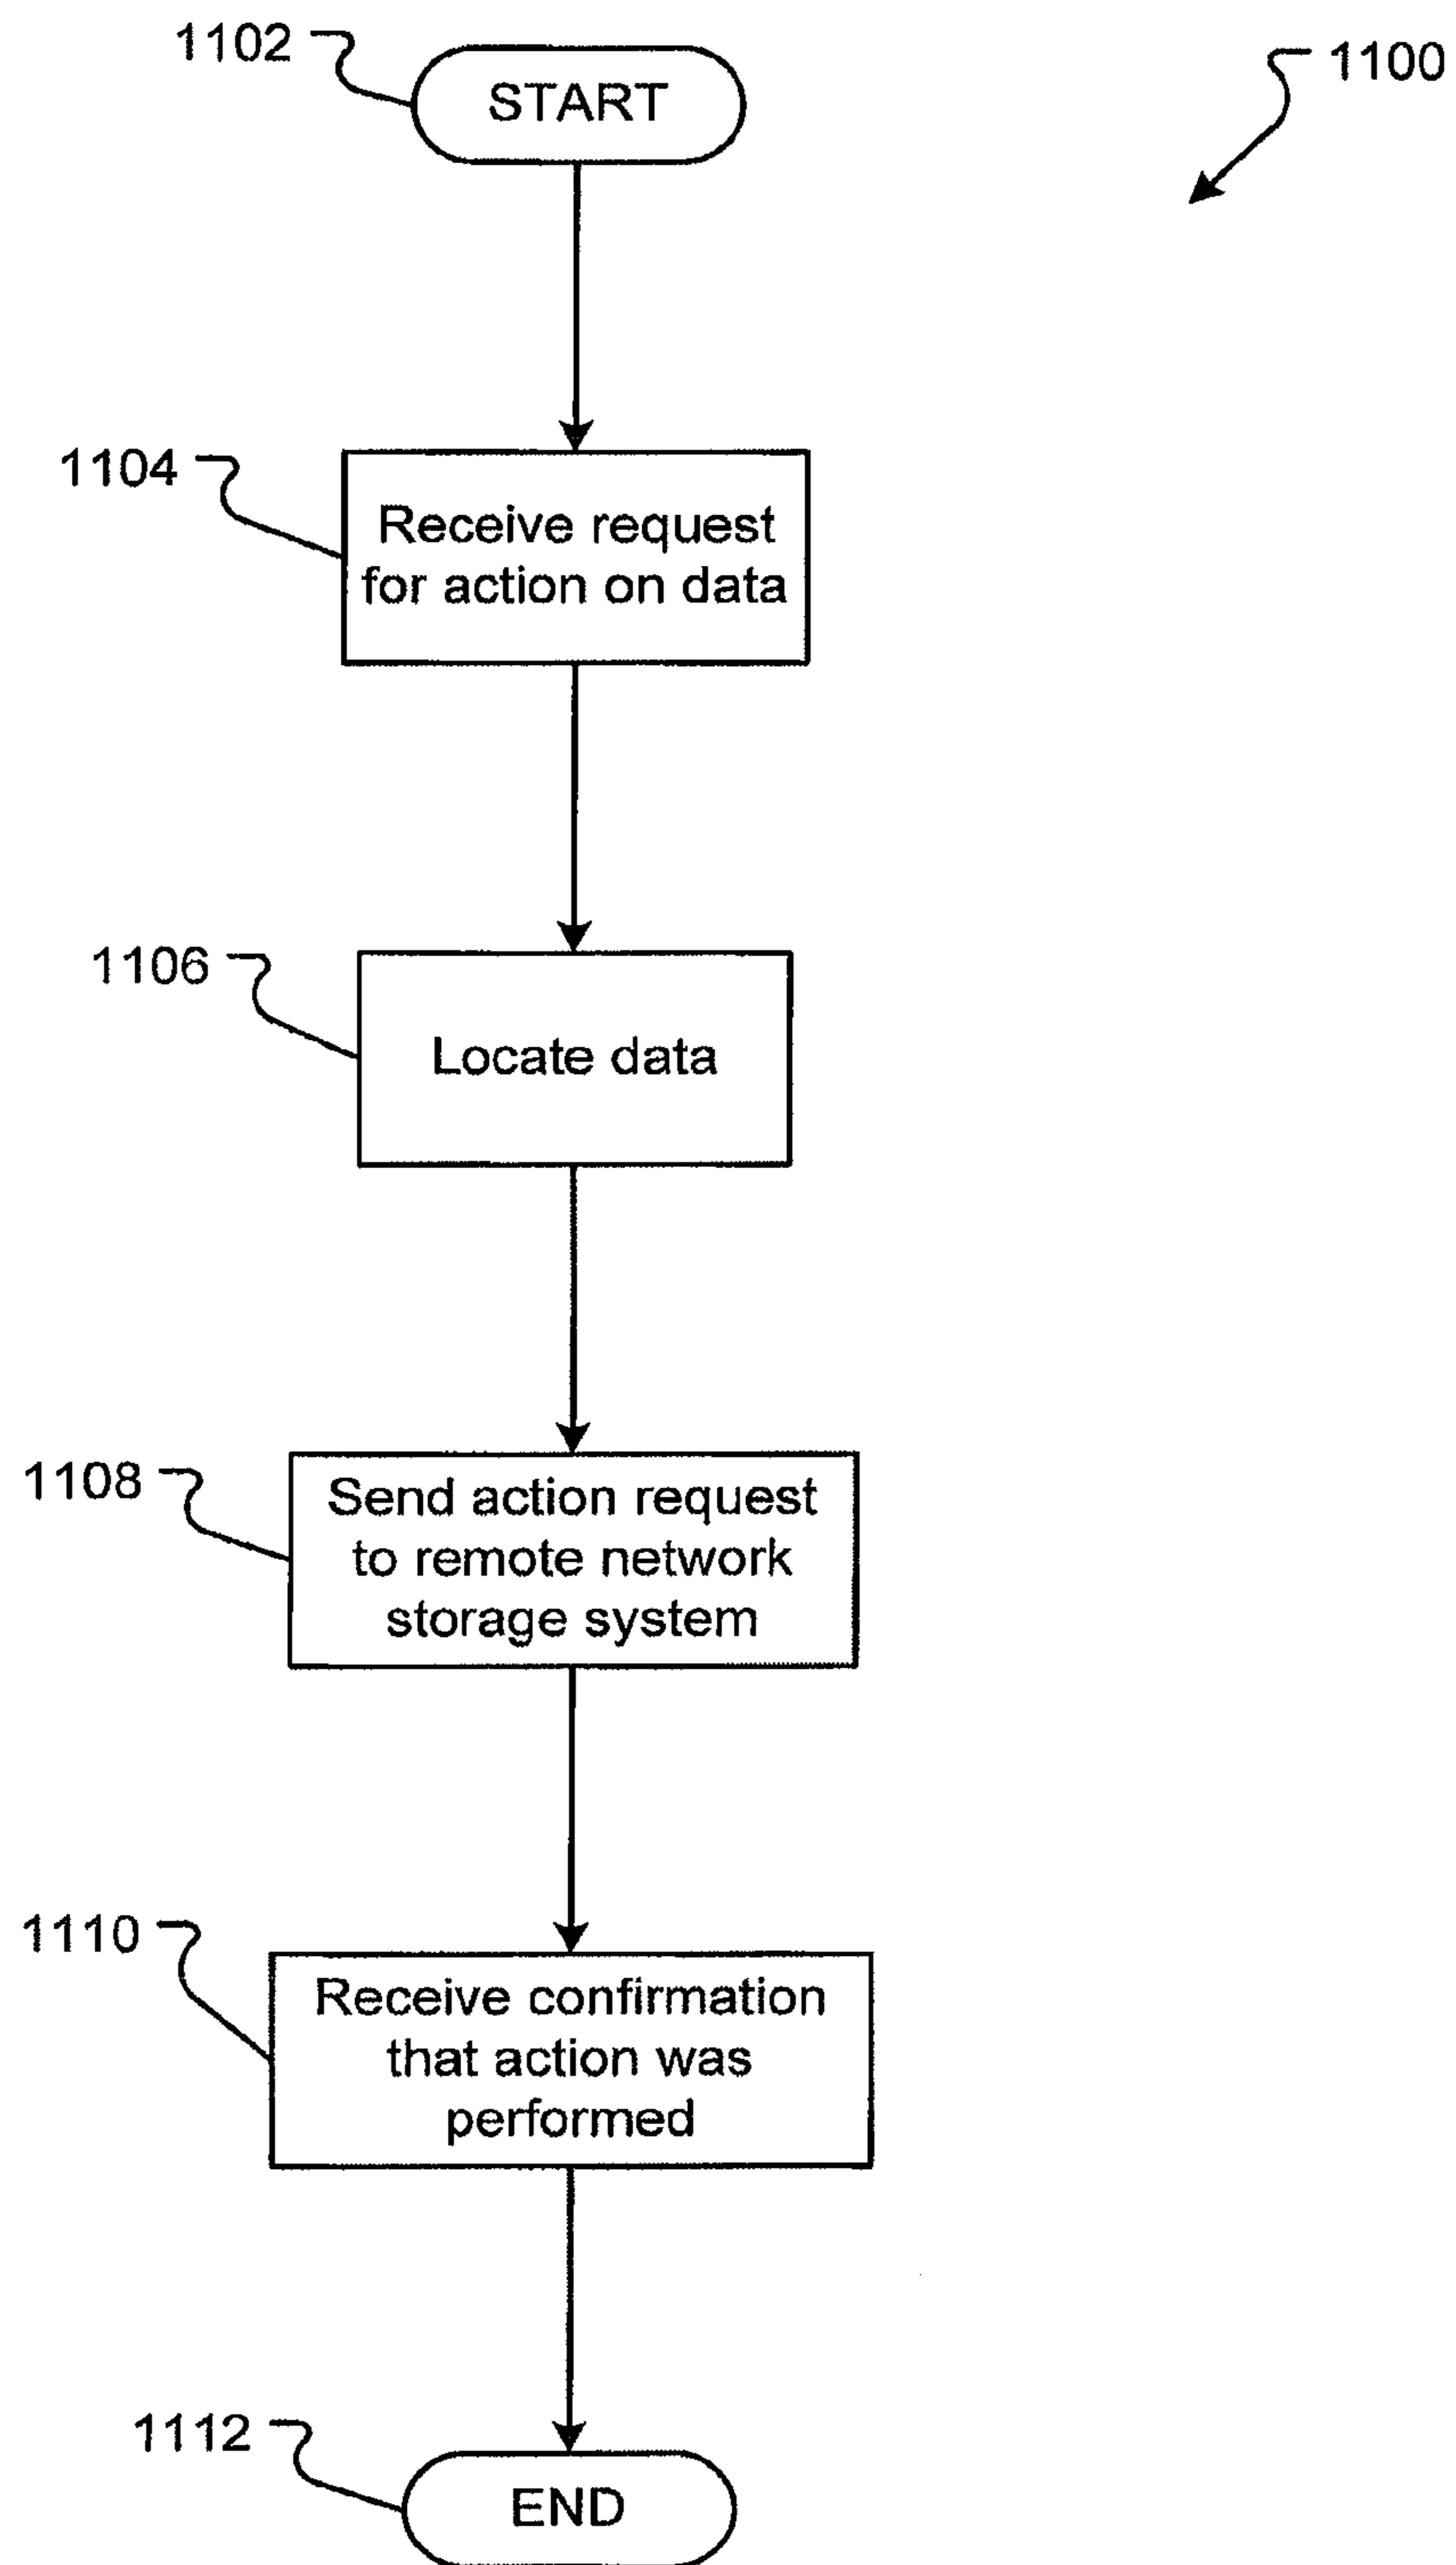 1102
START
1100
1104
Receive request
for action on data
1106
Locate data
1108
Send action request
to remote network
storage system
1110
Receive confirmation
that action was
performed
1112
END